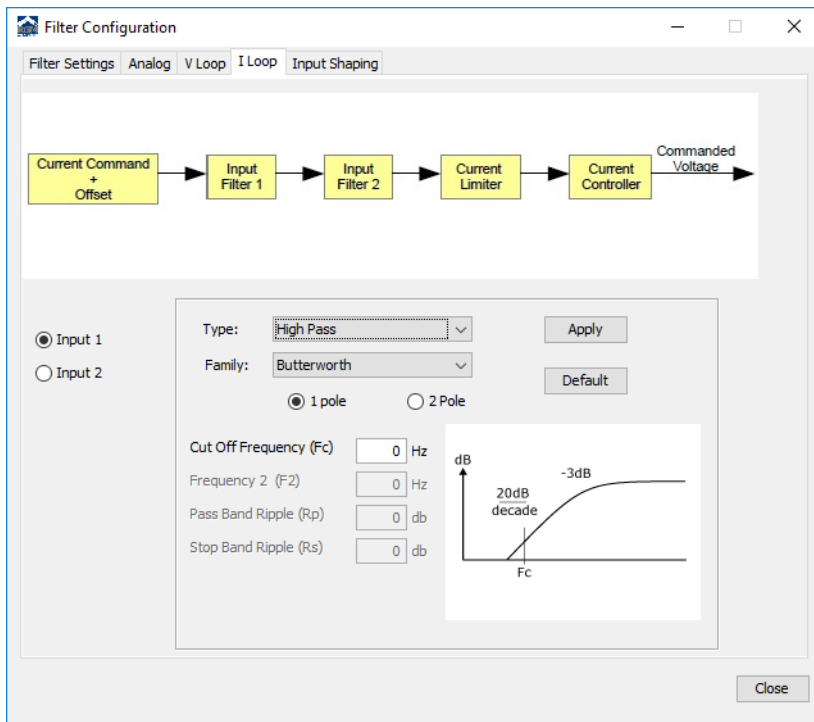 Filter Configuration
Filter Settings
Analog
V Loop
I Loop
Input Shaping
Current Command
+
Offset
Input
Filter 1
Input
Filter 2
Current
Limiter
Current
Controller
Commanded
Voltage
Input 1
Input 2
Type:
High Pass
Apply
Family:
Butterworth
Default
1 pole
2 Pole
Cut Off Frequency (Fc)
0
Hz
Frequency 2 (F2)
0
Hz
Pass Band Ripple (Rp)
0
db
Stop Band Ripple (Rs)
0
db
dB
-3dB
20dB
decade
Fc
Close